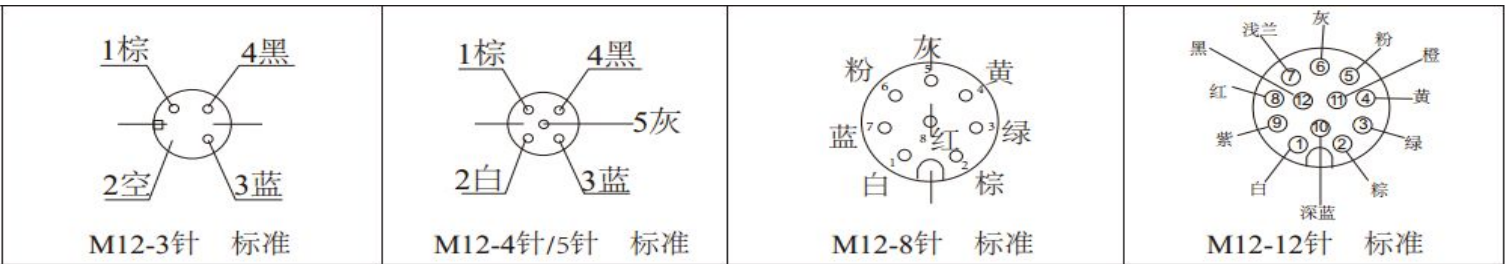 1棕 4黑
2空 3蓝
M12-3针 标准
1棕 4黑
5灰
2白 3蓝
M12-4针/5针 标准
灰
粉 5 黄
6 4
蓝 7 8 红 3 绿
1 2
白 棕
M12-8针 标准
灰
浅兰 粉
黑 橙
7 6 5
红 8 12 11 4 黄
紫 9 10 3 绿
1 2
白 粽
深蓝
M12-12针 标准